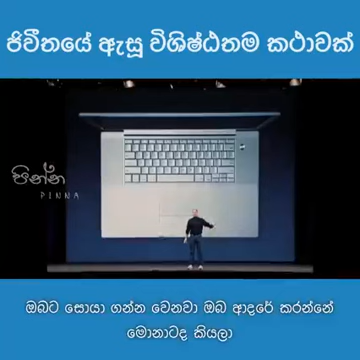 ජිවිතයේ ඇසූ විශිෂ්ඨතම කථාවක්
පින්න
PINNA
ඔබට සොයා ගන්න වෙනවා ඔබ ආදරේ කරන්නේ
මොනාටද කියලා